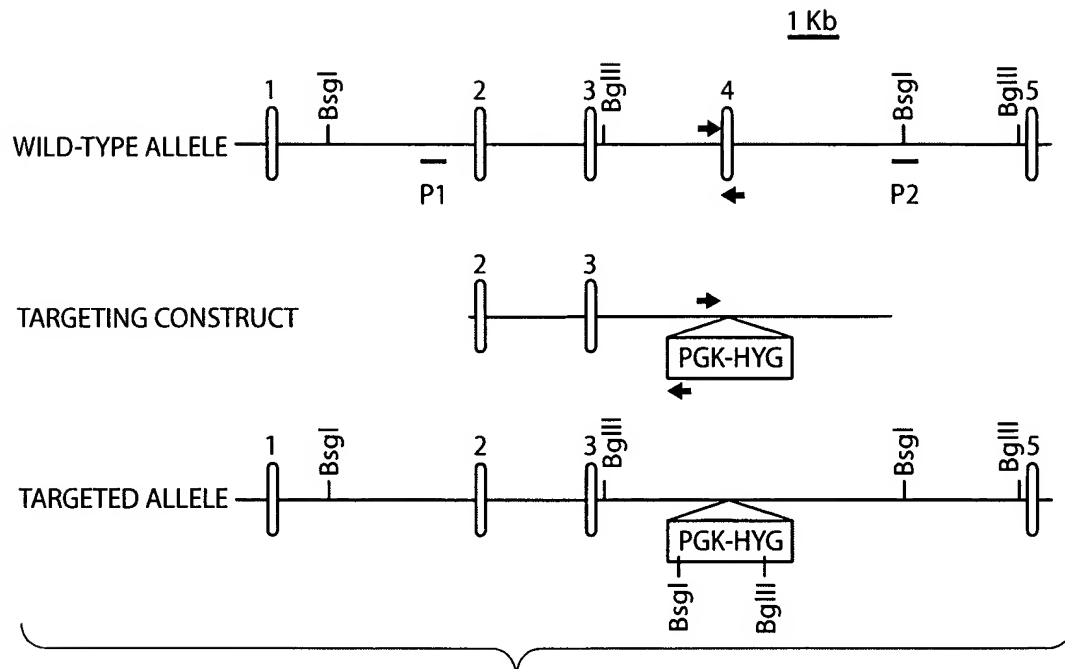 1 Kb
1 BsgI 2 3 BglII 4 BsgI BglII 5
WILD-TYPE ALLELE
P1 P2
2 3
TARGETING CONSTRUCT
PGK-HYG
1 BsgI 2 3 BglII BsgI BglII 5
TARGETED ALLELE
PGK-HYG
BsgI BglII